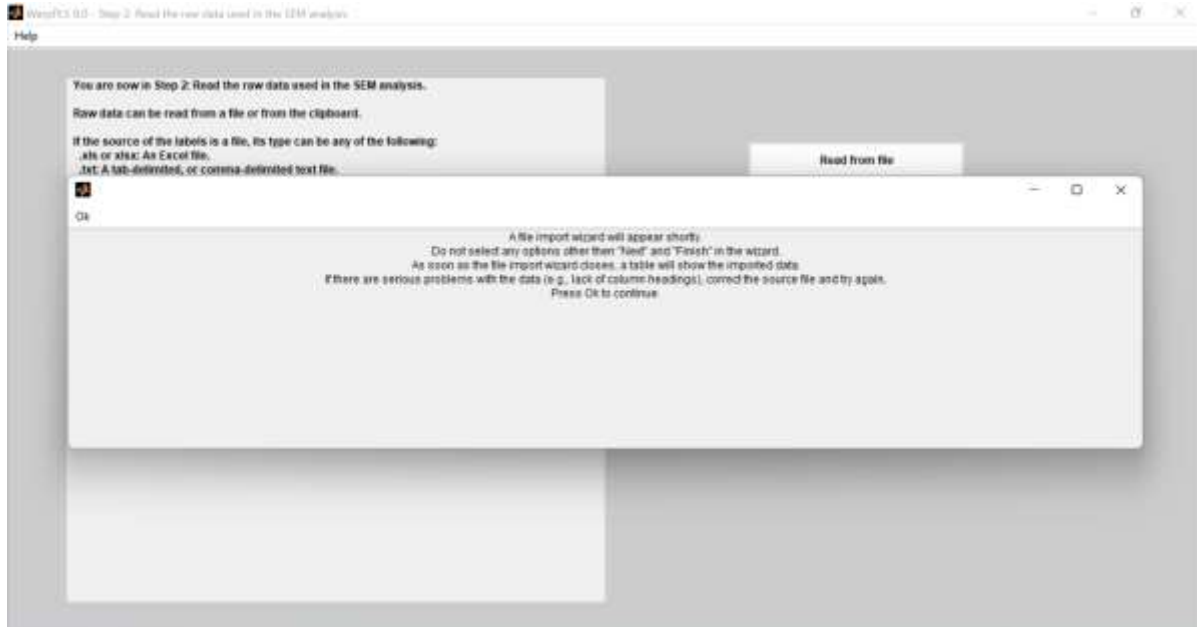 WarpPLS 8.0 - Step 2: Read the raw data used in the SEM analysis.
Help
You are now in Step 2: Read the raw data used in the SEM analysis.
Raw data can be read from a file or from the clipboard.
If the source of the labels is a file, its type can be any of the following:
.xls or xlsx: An Excel file.
.txt: A tab-delimited, or comma-delimited text file.
Read from file
Ok
A file import wizard will appear shortly.
Do not select any options other then "Next" and "Finish" in the wizard.
As soon as the file import wizard closes, a table will show the imported data.
If there are serious problems with the data (e.g., lack of column headings), correct the source file and try again.
Press Ok to continue.